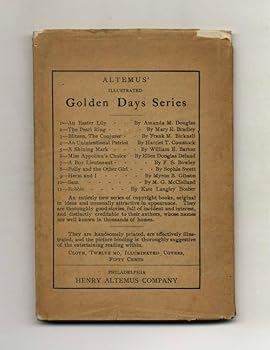 ALTEMUS'
ILLUSTRATED
Golden Days Series
1—An Easter Lily - By Amanda M. Douglas
2—The Pearl Ring - By Mary E. Bradley
3—Blitzen, The Conjurer - By Frank M. Bicknell
4—An Unintentional Patriot By Harriet T. Comstock
5—A Shining Mark - By William E. Barton
6—Miss Appolina's Choice By Ellen Douglas Deland
7—A Boy Lieutenant - By F. S. Bowley
8—Polly and the Other Girl - By Sophie Swett
9—Herm and I - By Myron B. Gibson
10—Sam - By M. G. McClelland
11—Bobbie - By Kate Langley Bosher
An entirely new series of copyright books, original
in ideas and unusually attractive in appearance. They
are thoroughly good stories, full of incident and interest,
and distinctly creditable to their authors, whose names
are well known in thousands of homes.
They are handsomely printed, are effectively illus-
trated, and the picture binding is thoroughly suggestive
of the entertaining reading within.
CLOTH, TWELVE MO, ILLUMINATED COVERS,
FIFTY CENTS
PHILADELPHIA
HENRY ALTEMUS COMPANY